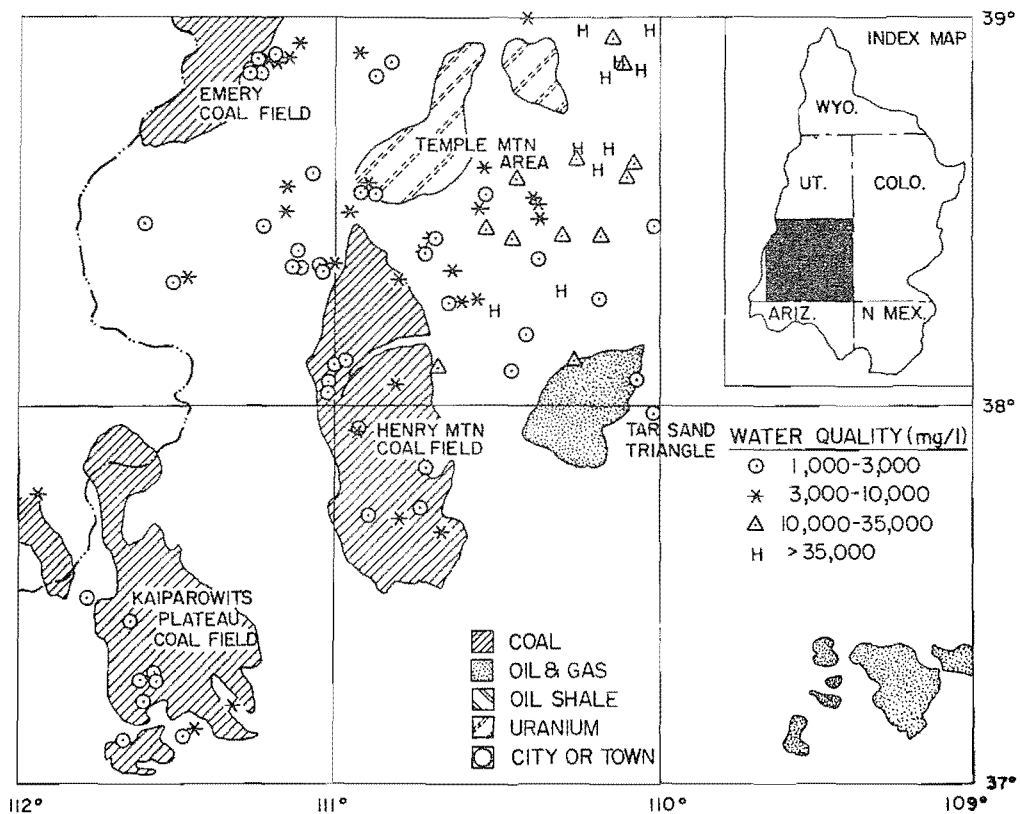 39°
INDEX MAP
WYO.
UT.
COLO.
ARIZ.
N MEX.
EMERY
COAL FIELD
TEMPLE MTN
AREA
38°
HENRY MTN
COAL FIELD
TAR SAND
TRIANGLE
WATER QUALITY (mg/l)
1,000-3,000
3,000-10,000
10,000-35,000
H > 35,000
KAIPAROWITS
PLATEAU
COAL FIELD
COAL
OIL & GAS
OIL SHALE
URANIUM
CITY OR TOWN
37°
112°
111°
110°
109°
H
H
H
H
H
H
H
H
H
H